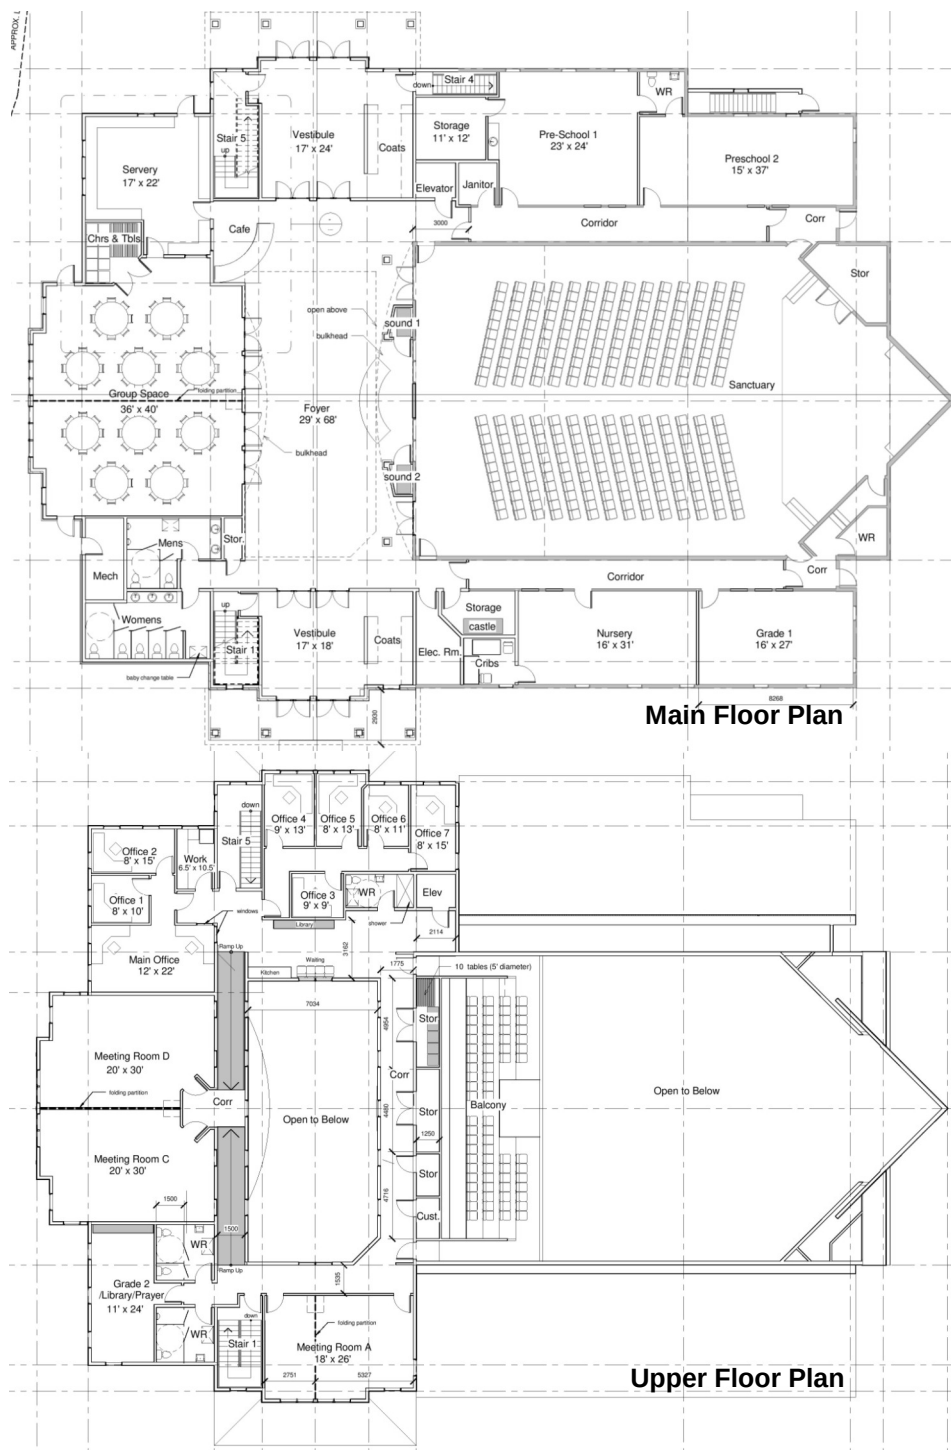 APPROX. L
down
Stair 4
WR
Stair 5
up
Vestibule
17' x 24'
Coats
Storage
11' x 12'
Pre-School 1
23' x 24'
Preschool 2
15' x 37'
Servery
17' x 22'
Elevator
Janitor
3000
Corridor
Corr
Cafe
Chrs & Tbls
Stor
open above
sound 1
bulkhead
Sanctuary
folding partition
Group Space
36' x 40'
Foyer
29' x 68'
bulkhead
sound 2
Mens
Stor.
WR
Mech
Corridor
Corr
up
Womens
Stair 1
Vestibule
17' x 18'
Coats
Storage
castle
Elec. Rm.
Cribs
Nursery
16' x 31'
Grade 1
16' x 27'
baby change table
8268
2930
Main Floor Plan
down
Office 4
9' x 13'
Office 5
8' x 13'
Office 6
8' x 11'
Office 7
8' x 15'
Stair 5
Office 2
8' x 15'
Work
6.5' x 10.5'
Office 1
8' x 10'
Office 3
9' x 9'
WR
Elev
windows
Library
shower
2114
Ramp Up
3162
Main Office
12' x 22'
Kitchen
Waiting
1775
10 tables (5' diameter)
7034
4954
Stor
Meeting Room D
20' x 30'
folding partition
Corr
Corr
Open to Below
4480
Stor
1250
Balcony
Open to Below
Meeting Room C
20' x 30'
Stor
1500
4716
Cust.
1500
WR
Ramp Up
1535
Grade 2
/Library/Prayer
11' x 24'
WR
down
Stair 1
folding partition
Meeting Room A
18' x 26'
2751
5327
Upper Floor Plan